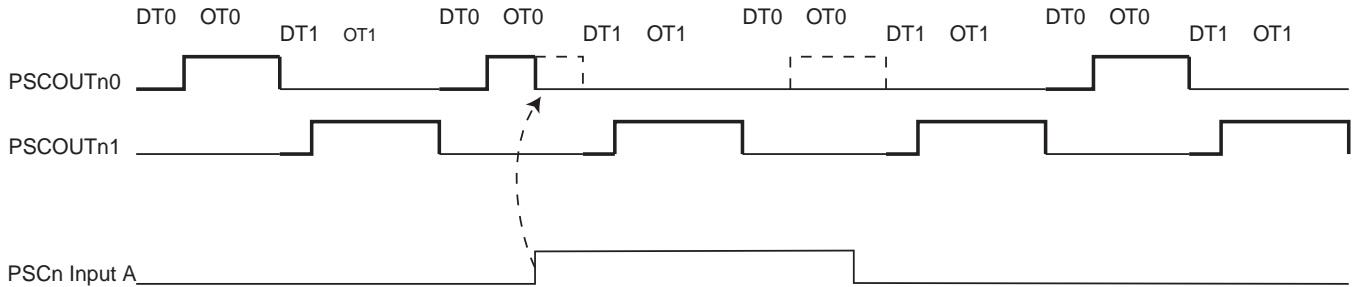 DT0 OT0 DT0 OT0 DT0 OT0 DT0 OT0
DT1 OT1 DT1 OT1 DT1 OT1 DT1 OT1
PSCOUTn0
PSCOUTn1
PSCn Input A